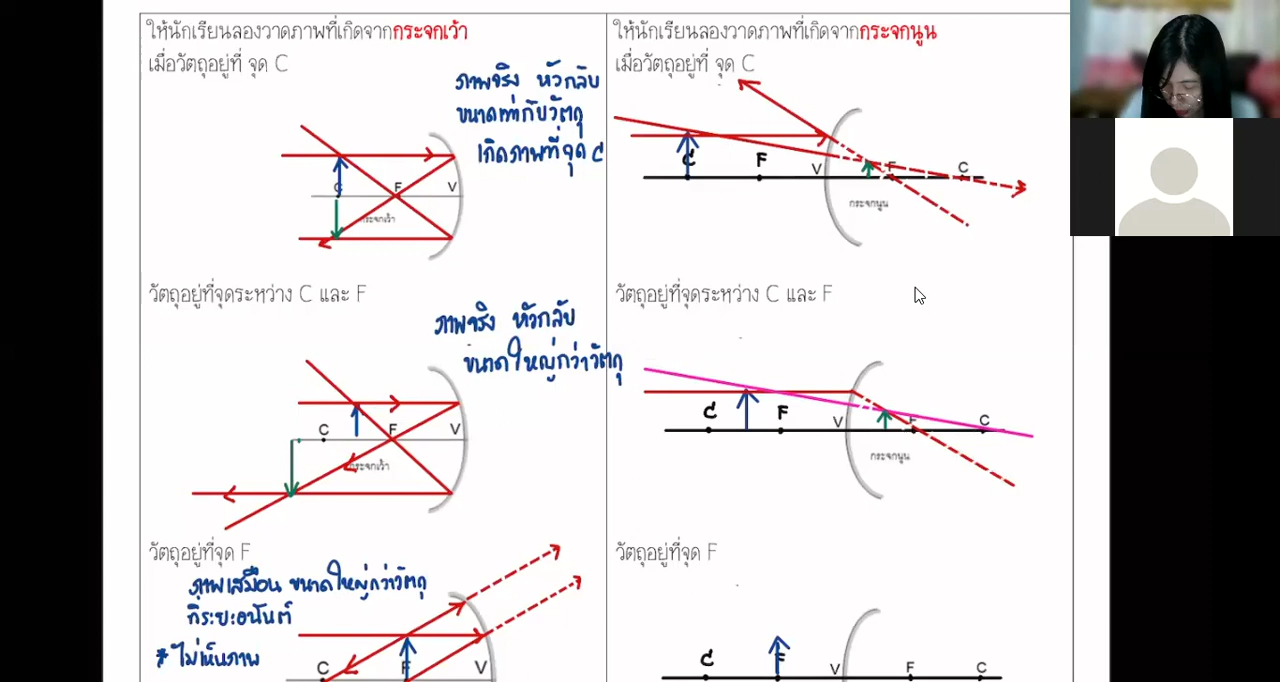 ให้นักเรียนลองวาดภาพที่เกิดจากกระจกเว้า
เมื่อวัตถุอยู่ที่ จุด C
ภาพจริง หัวกลับ
ขนาดเท่ากับวัตถุ
เกิดภาพที่จุด C
C F V
กระจกเว้า
วัตถุอยู่ที่จุดระหว่าง C และ F
ภาพจริง หัวกลับ
ขนาดใหญ่กว่าวัตถุ
C F V
กระจกเว้า
วัตถุอยู่ที่จุด F
ภาพเสมือน ขนาดใหญ่กว่าวัตถุ
ที่ระยะอนันต์
* ไม่เห็นภาพ
C F V
ให้นักเรียนลองวาดภาพที่เกิดจากกระจกนูน
เมื่อวัตถุอยู่ที่ จุด C
C F V F C
กระจกนูน
วัตถุอยู่ที่จุดระหว่าง C และ F
C F V F C
กระจกนูน
วัตถุอยู่ที่จุด F
C F V F C